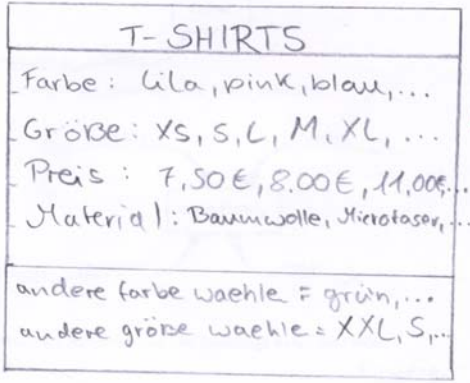 T-SHIRTS
Farbe: lila, pink, blau, ...
Größe: XS, S, L, M, XL, ...
Preis: 7,50€, 8.00€, 11,00€, ...
Material: Baumwolle, Microfaser, ...
andere farbe waehle = grün, ...
andere größe waehle = XXL, S, ...